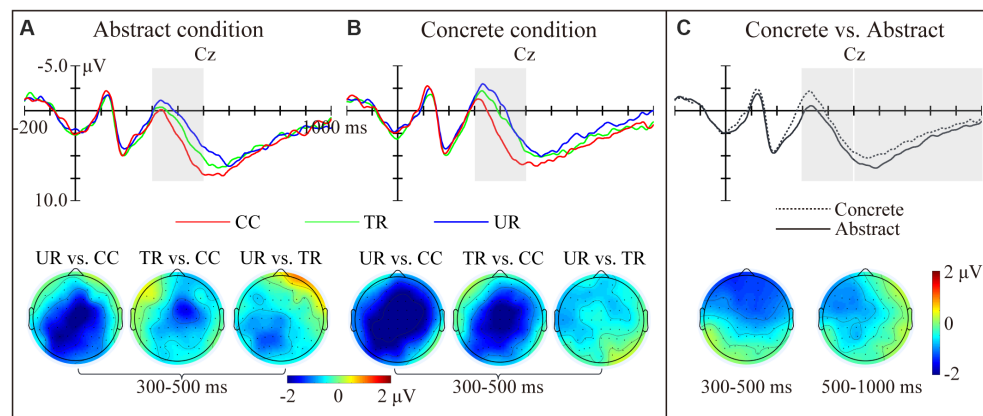 A Abstract condition
Cz
-5.0
μV
-200
1000 ms
10.0
B Concrete condition
Cz
C Concrete vs. Abstract
Cz
CC TR UR
Concrete
Abstract
UR vs. CC TR vs. CC UR vs. TR
300-500 ms
UR vs. CC TR vs. CC UR vs. TR
300-500 ms
-2 0 2 μV
2 μV
0
-2
300-500 ms 500-1000 ms